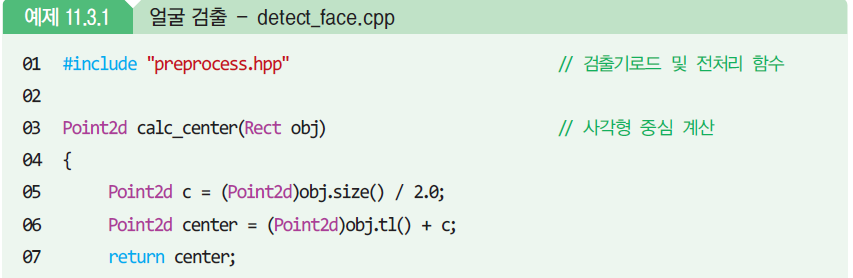 예제 11.3.1 얼굴 검출 - detect_face.cpp
01 #include "preprocess.hpp" // 검출기로드 및 전처리 함수
02
03 Point2d calc_center(Rect obj) // 사각형 중심 계산
04 {
05 Point2d c = (Point2d)obj.size() / 2.0;
06 Point2d center = (Point2d)obj.tl() + c;
07 return center;